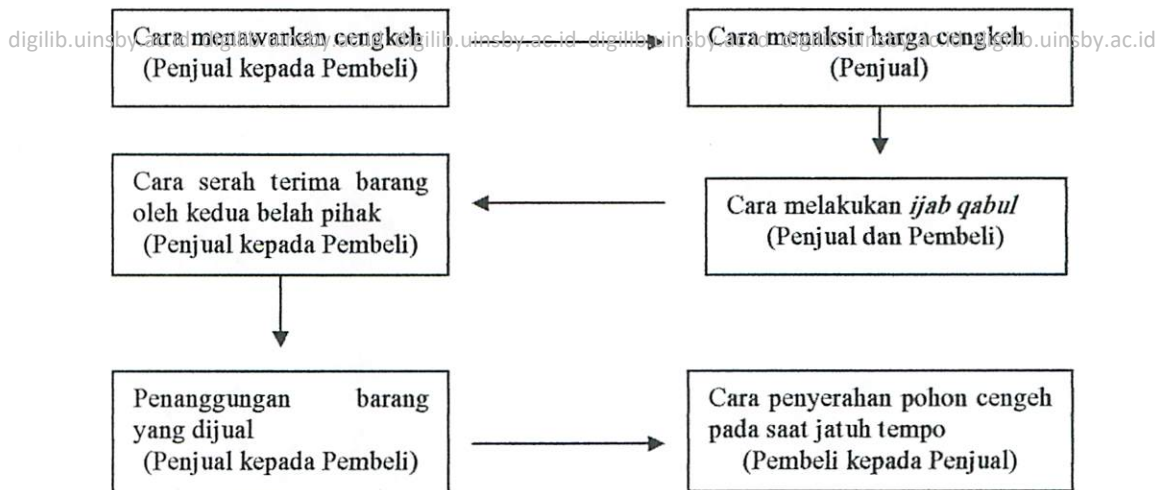 digilib.uinsby.ac.id digilib.uinsby.ac.id digilib.uinsby.ac.id digilib.uinsby.ac.id digilib.uinsby.ac.id digilib.uinsby.ac.id
Cara menawarkan cengkeh
(Penjual kepada Pembeli)
Cara menaksir harga cengkeh
(Penjual)
Cara melakukan ijab qabul
(Penjual dan Pembeli)
Cara serah terima barang
oleh kedua belah pihak
(Penjual kepada Pembeli)
Penanggungan barang
yang dijual
(Penjual kepada Pembeli)
Cara penyerahan pohon cengeh
pada saat jatuh tempo
(Pembeli kepada Penjual)